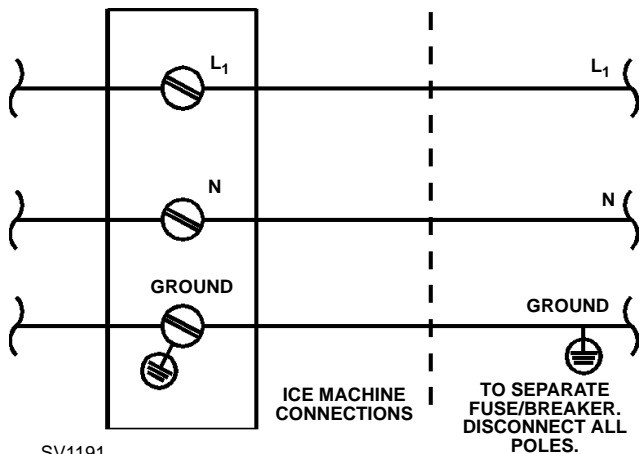 L1
L1
N
N
GROUND
GROUND
ICE MACHINE
CONNECTIONS
TO SEPARATE
FUSE/BREAKER.
DISCONNECT ALL
POLES.
SV1191